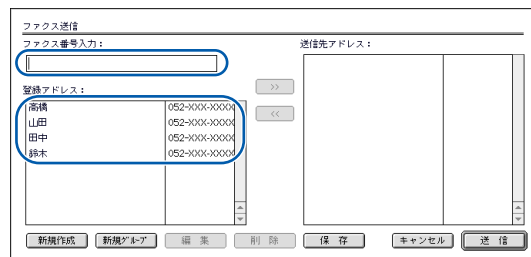 ファクス送信
ファクス番号入力：
送信先アドレス：
>>
登録アドレス：
<<
高橋 052-XXX-XXXX
山田 052-XXX-XXXX
田中 052-XXX-XXXX
鈴木 052-XXX-XXXX
新規作成 新規ｸﾞﾙｰﾌﾟ 編 集 削 除 保 存 キャンセル 送 信